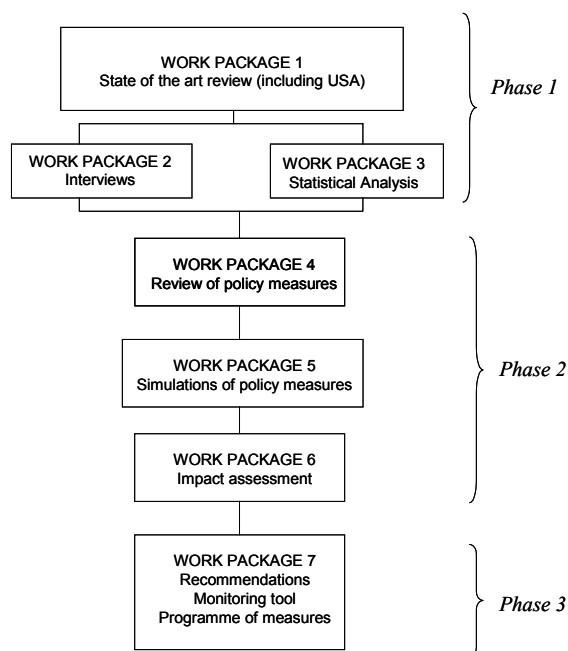 WORK PACKAGE 1
State of the art review (including USA)
Phase 1
WORK PACKAGE 2
Interviews
WORK PACKAGE 3
Statistical Analysis
WORK PACKAGE 4
Review of policy measures
WORK PACKAGE 5
Simulations of policy measures
Phase 2
WORK PACKAGE 6
Impact assessment
WORK PACKAGE 7
Recommendations
Monitoring tool
Programme of measures
Phase 3